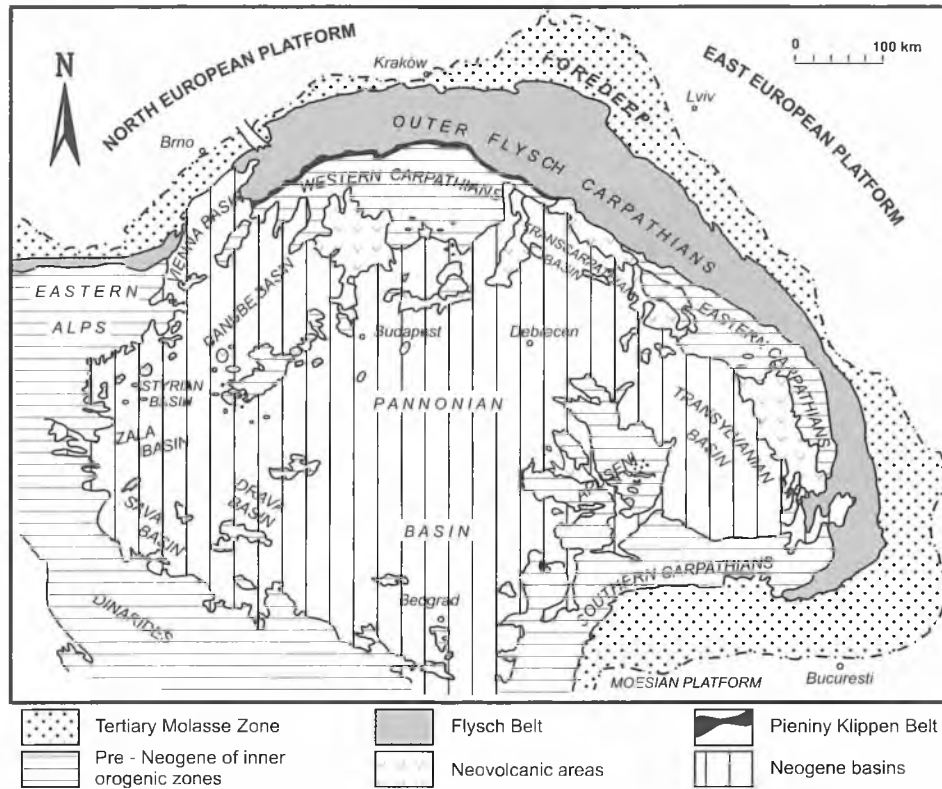 NORTH EUROPEAN PLATFORM
EAST EUROPEAN PLATFORM
0 100 km
N
Kraków
FOREDEEP
Lviv
Brno
OUTER FLYSCH CARPATHIANS
WESTERN CARPATHIANS
VIENNA BASIN
TRANSCARPATHIAN
BASIN
EASTERN
ALPS
DANUBE BASIN
Budapest
Debrecen
EASTERN CARPATHIANS
STYRIAN
BASIN
PANNONIAN
BASIN
TRANSYLVANIAN
BASIN
ZALA
BASIN
DRAVA
BASIN
SAVA
BASIN
APUSENI
DINARIDES
Beograd
SOUTHERN CARPATHIANS
MOESIAN PLATFORM
Bucuresti
Tertiary Molasse Zone
Flysch Belt
Pieniny Klippen Belt
Pre - Neogene of inner
orogenic zones
Neovolcanic areas
Neogene basins